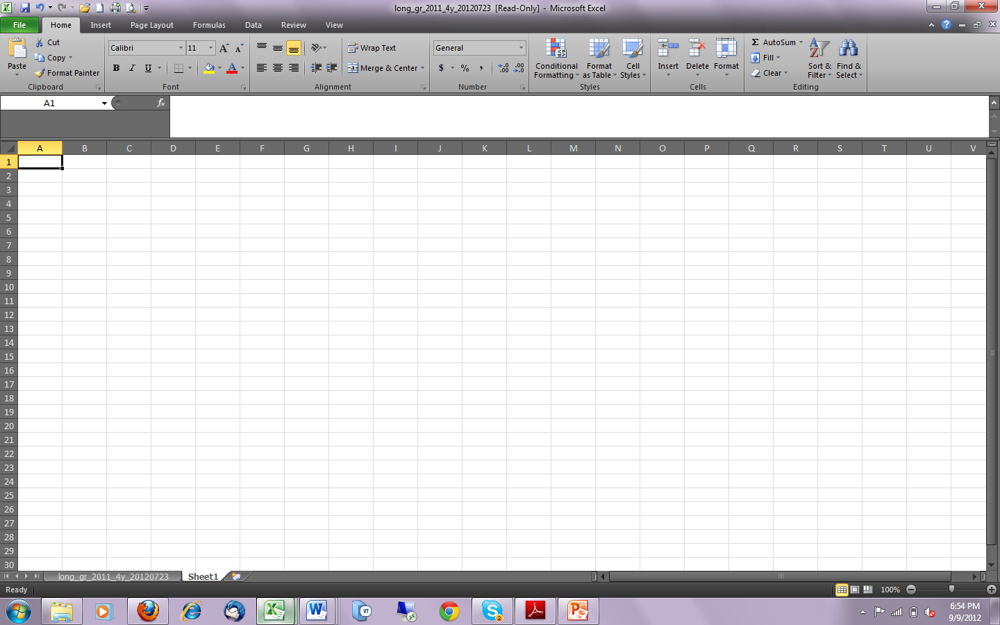 long_gr_2011_4y_20120723 [Read-Only] - Microsoft Excel
File Home Insert Page Layout Formulas Data Review View
Paste
Cut
Copy
Format Painter
Clipboard
Calibri 11
B I U
Font
Wrap Text
Merge & Center
Alignment
General
$ % ,
Number
Conditional Formatting
Format as Table
Cell Styles
Styles
Insert Delete Format
Cells
AutoSum
Fill
Clear
Sort & Filter
Find & Select
Editing
A1 fx
A B C D E F G H I J K L M N O P Q R S T U V
1
2
3
4
5
6
7
8
9
10
11
12
13
14
15
16
17
18
19
20
21
22
23
24
25
26
27
28
29
30
long_gr_2011_4y_20120723 Sheet1
Ready 100%
6:54 PM
9/9/2012